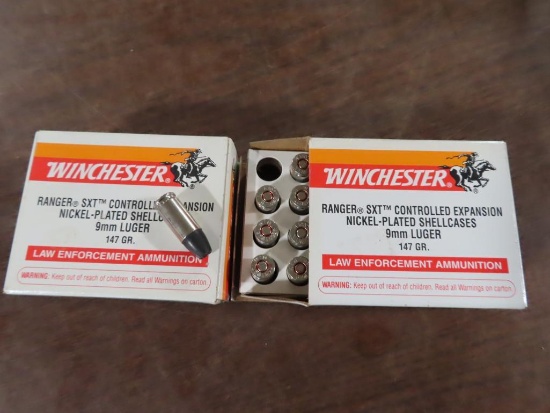 WINCHESTER
RANGER® SXT™ CONTROLLED EXPANSION
NICKEL-PLATED SHELLCASES
9mm LUGER
147 GR.
LAW ENFORCEMENT AMMUNITION
WARNING: Keep out of reach of children. Read all Warnings on carton.
WINCHESTER
RANGER® SXT™ CONTROLLED EXPANSION
NICKEL-PLATED SHELLCASES
9mm LUGER
147 GR.
LAW ENFORCEMENT AMMUNITION
WARNING: Keep out of reach of children. Read all Warnings on carton.